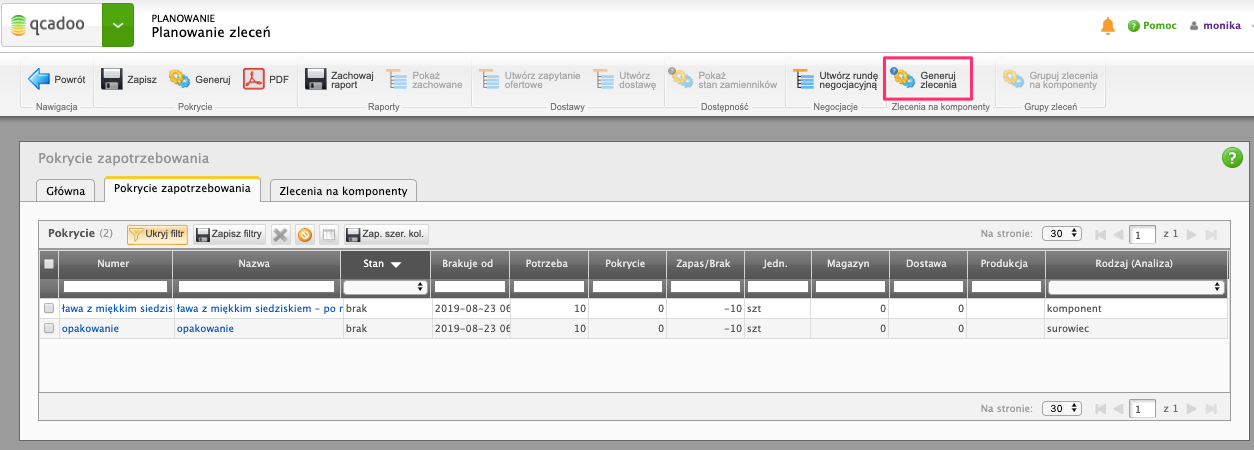 qcadoo
PLANOWANIE
Planowanie zleceń
Pomoc
monika
Powrót
Nawigacja
Zapisz
Generuj
PDF
Pokrycie
Zachowaj raport
Pokaż zachowane
Raporty
Utwórz zapytanie ofertowe
Utwórz dostawę
Dostawy
Pokaż stan zamienników
Dostępność
Utwórz rundę negocjacyjną
Negocjacje
Generuj zlecenia
Zlecenia na komponenty
Grupuj zlecenia na komponenty
Grupy zleceń
Pokrycie zapotrzebowania
?
Główna
Pokrycie zapotrzebowania
Zlecenia na komponenty
Pokrycie (2)
Ukryj filtr
Zapisz filtry
Zap. szer. kol.
Na stronie: 30 1 z 1
Numer Nazwa Stan Brakuje od Potrzeba Pokrycie Zapas/Brak Jedn. Magazyn Dostawa Produkcja Rodzaj (Analiza)
ława z miękkim siedzis ława z miękkim siedziskiem - po r brak 2019-08-23 06 10 0 -10 szt 0 0 komponent
opakowanie opakowanie brak 2019-08-23 06 10 0 -10 szt 0 0 surowiec
Na stronie: 30 1 z 1